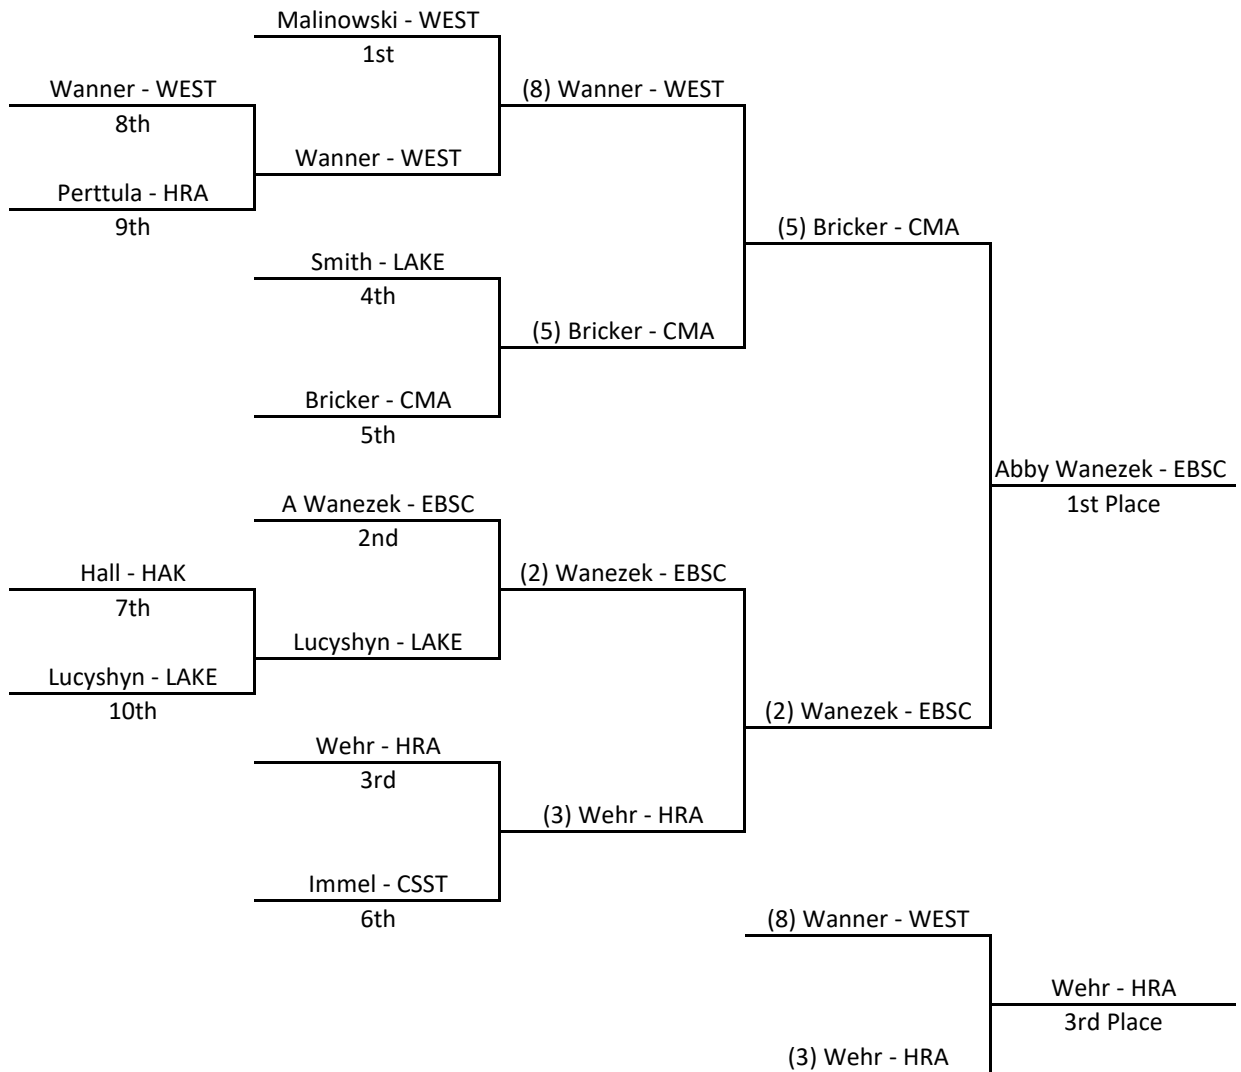 Malinowski - WEST
1st
Wanner - WEST
(8) Wanner - WEST
8th
Wanner - WEST
Perttula - HRA
9th
(5) Bricker - CMA
Smith - LAKE
4th
(5) Bricker - CMA
Bricker - CMA
5th
Abby Wanezek - EBSC
1st Place
A Wanezek - EBSC
2nd
Hall - HAK
(2) Wanezek - EBSC
7th
Lucyshyn - LAKE
Lucyshyn - LAKE
10th
(2) Wanezek - EBSC
Wehr - HRA
3rd
(3) Wehr - HRA
Immel - CSST
6th
(8) Wanner - WEST
Wehr - HRA
3rd Place
(3) Wehr - HRA